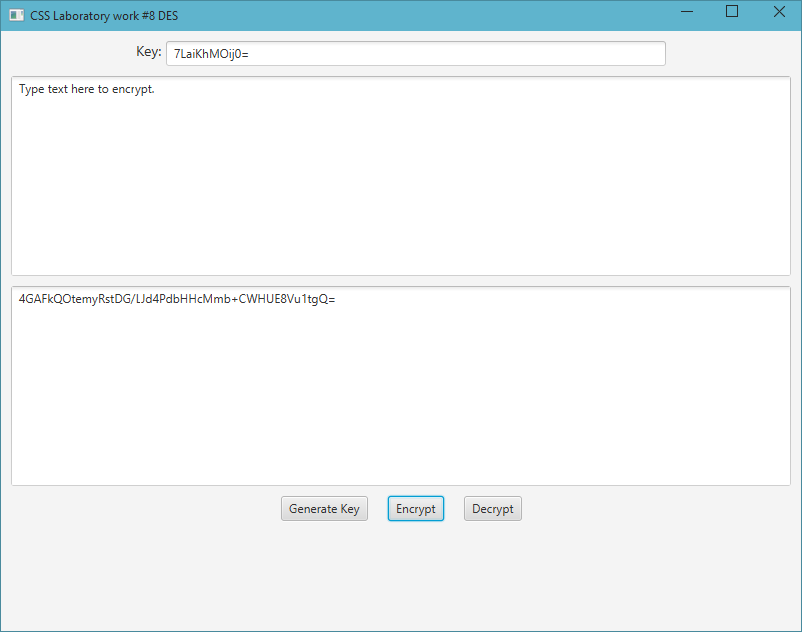 CSS Laboratory work #8 DES
Key: 7LaiKhMOij0=
Type text here to encrypt.
4GAFkQOtemyRstDG/LJd4PdbHHcMmb+CWHUE8Vu1tgQ=
Generate Key Encrypt Decrypt